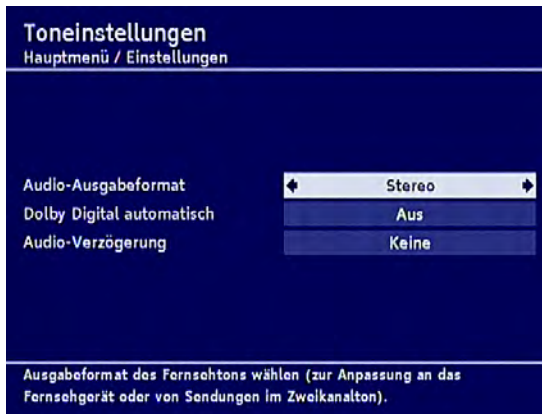 Toneinstellungen
Hauptmenü / Einstellungen
Audio-Ausgabeformat Stereo
Dolby Digital automatisch Aus
Audio-Verzögerung Keine
Ausgabeformat des Fernsehtons wählen (zur Anpassung an das
Fernsehgerät oder von Sendungen im Zweikanalton).